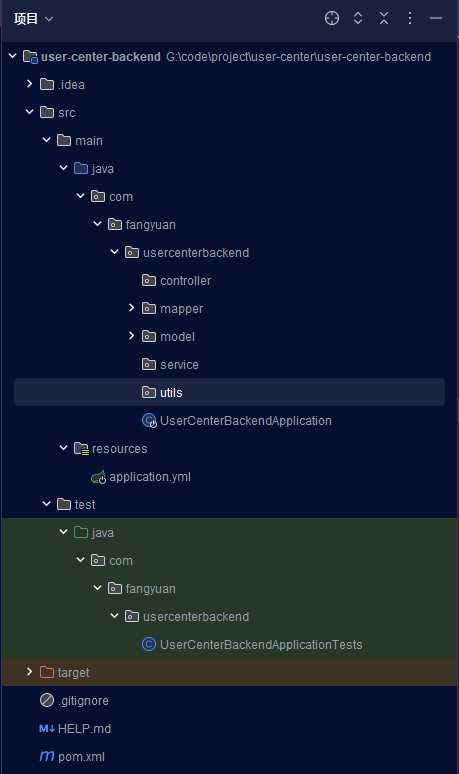 项目
user-center-backend G:\code\project\user-center\user-center-backend
.idea
src
main
java
com
fangyuan
usercenterbackend
controller
mapper
model
service
utils
UserCenterBackendApplication
resources
application.yml
test
java
com
fangyuan
usercenterbackend
UserCenterBackendApplicationTests
target
.gitignore
M↓ HELP.md
m pom.xml